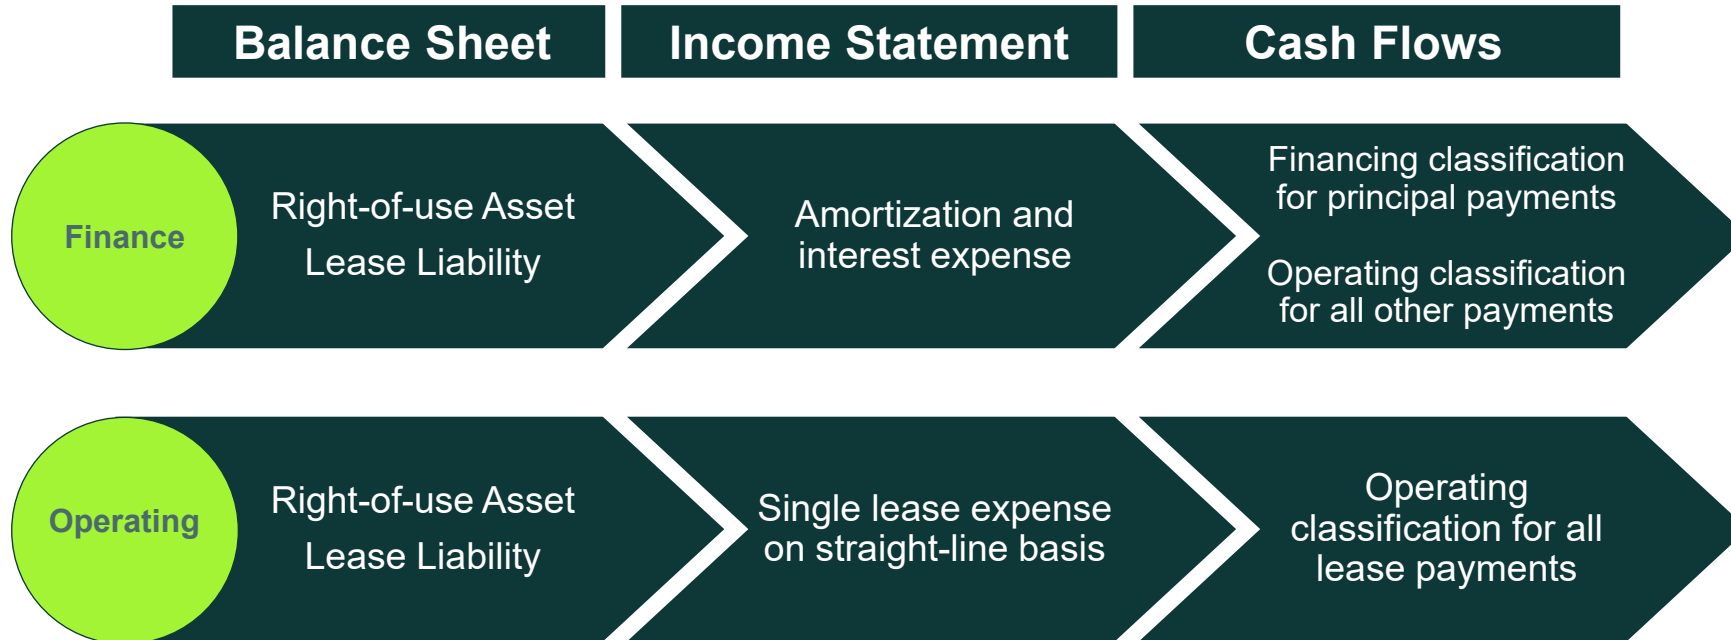 Balance Sheet
Income Statement
Cash Flows
Finance
Right-of-use Asset
Lease Liability
Amortization and
interest expense
Financing classification
for principal payments
Operating classification
for all other payments
Operating
Right-of-use Asset
Lease Liability
Single lease expense
on straight-line basis
Operating
classification for all
lease payments